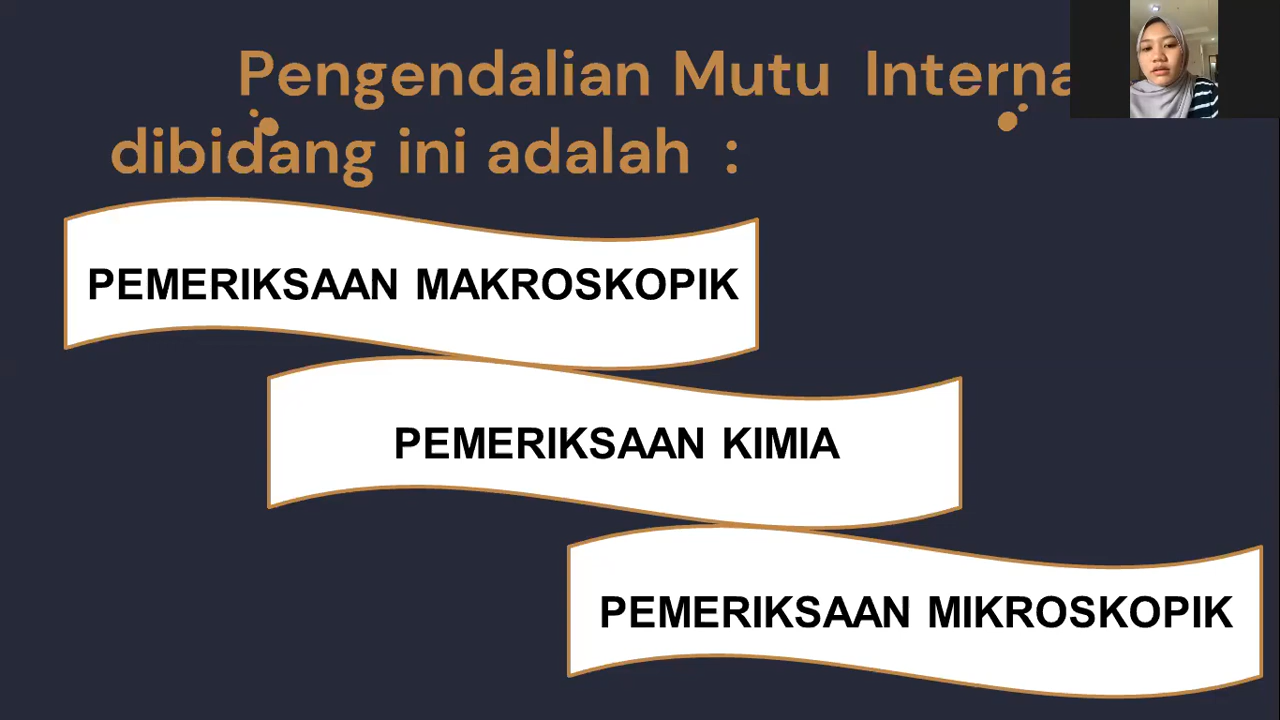 Pengendalian Mutu Interna
dibidang ini adalah :
PEMERIKSAAN MAKROSKOPIK
PEMERIKSAAN KIMIA
PEMERIKSAAN MIKROSKOPIK